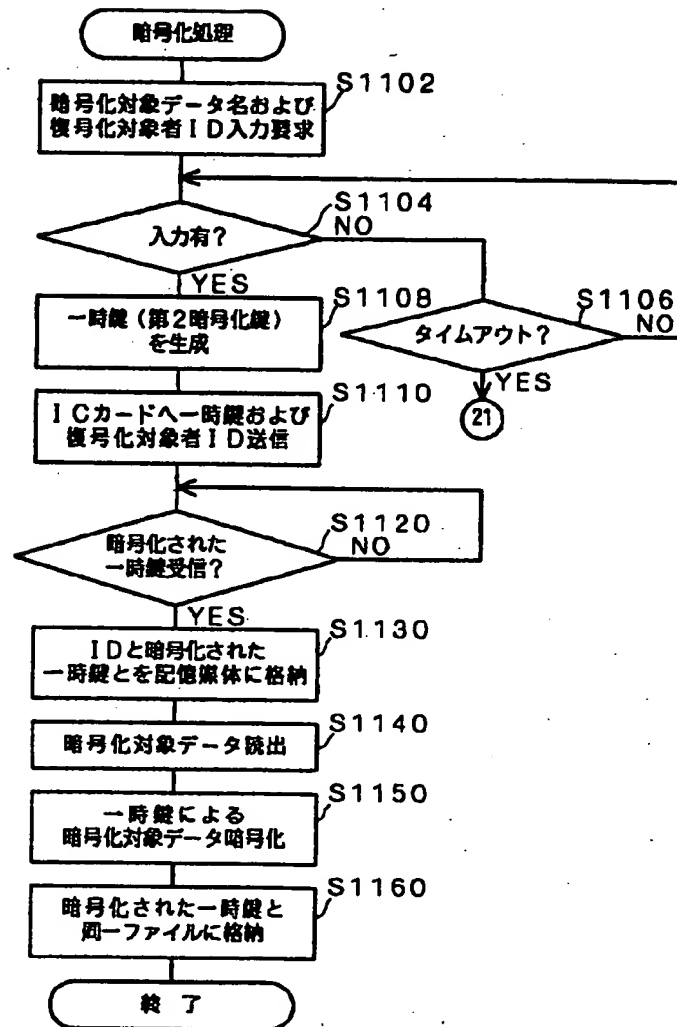 暗号化処理
S1102
暗号化対象データ名および
復号化対象者ID入力要求
S1104
入力有?
NO
YES
S1108
一時鍵(第2暗号化鍵)
を生成
S1106
タイムアウト?
NO
YES
21
S1110
ICカードへ一時鍵および
復号化対象者ID送信
S1120
暗号化された
一時鍵受信?
NO
YES
S1130
IDと暗号化された
一時鍵とを記憶媒体に格納
S1140
暗号化対象データ読出
S1150
一時鍵による
暗号化対象データ暗号化
S1160
暗号化された一時鍵と
同一ファイルに格納
終了